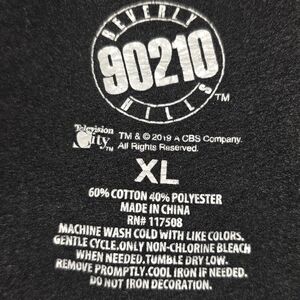 BEVERLY
90210
HILLS TM
Television
City TM
TM & © 2019 A CBS Company.
All Rights Reserved.
XL
60% COTTON 40% POLYESTER
MADE IN CHINA
RN# 117508
MACHINE WASH COLD WITH LIKE COLORS,
GENTLE CYCLE.ONLY NON-CHLORINE BLEACH
WHEN NEEDED.TUMBLE DRY LOW.
REMOVE PROMPTLY.COOL IRON IF NEEDED.
DO NOT IRON DECORATION.